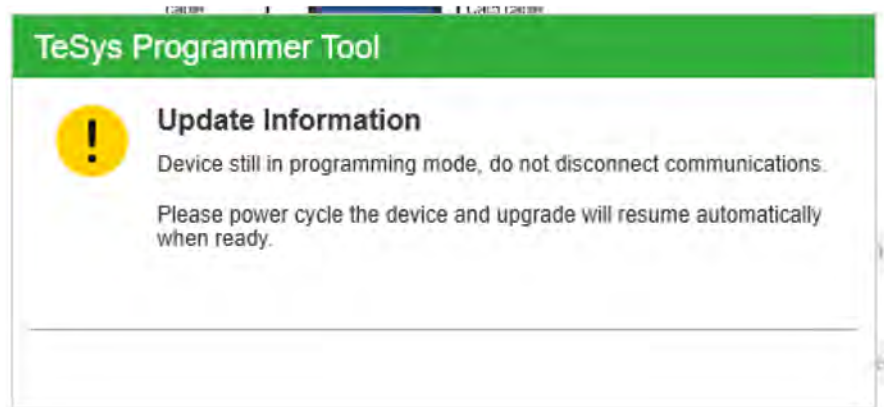 TeSys Programmer Tool
Update Information
Device still in programming mode, do not disconnect communications.
Please power cycle the device and upgrade will resume automatically
when ready.